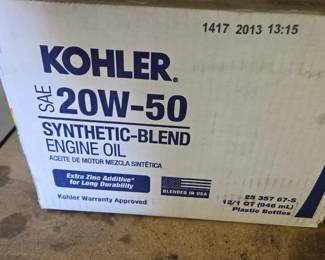 1417 2013 13:15
KOHLER.
SAE 20W-50
SYNTHETIC-BLEND
ENGINE OIL
ACEITE DE MOTOR MEZCLA SINTÉTICA
Extra Zinc Additive*
for Long Durability
BLENDED IN USA
Kohler Warranty Approved
25 357 67-S
12/1 QT (946 mL)
Plastic Bottles